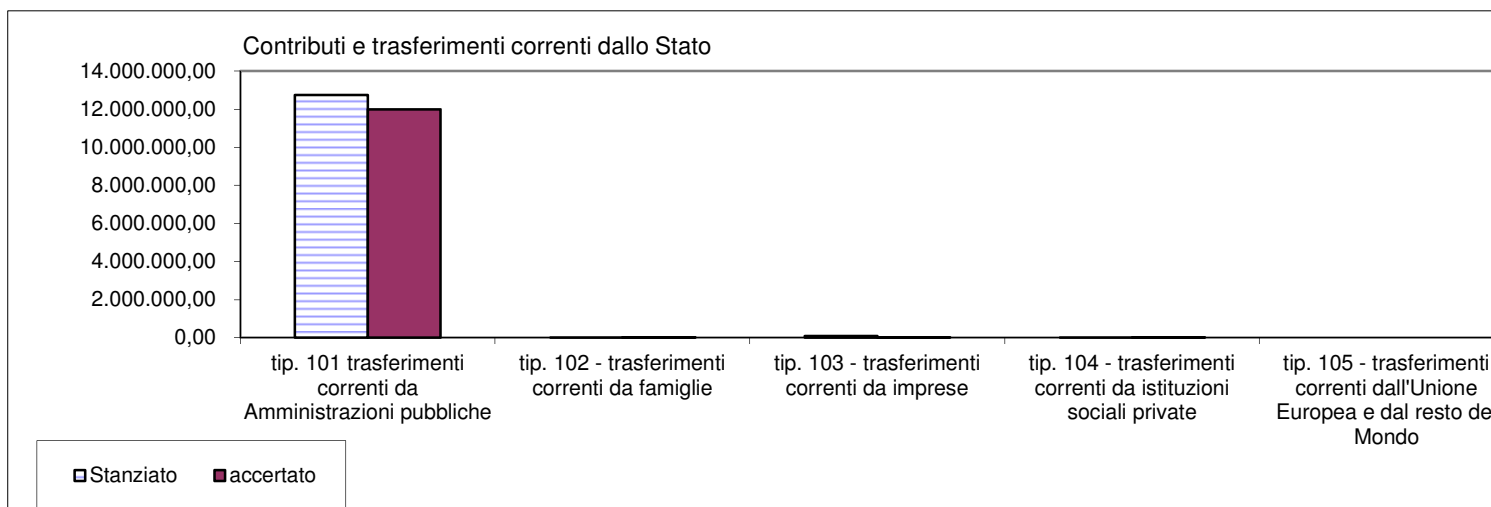 Contributi e trasferimenti correnti dallo Stato
14.000.000,00
12.000.000,00
10.000.000,00
8.000.000,00
6.000.000,00
4.000.000,00
2.000.000,00
0,00
tip. 101 trasferimenti
correnti da
Amministrazioni pubbliche
tip. 102 - trasferimenti
correnti da famiglie
tip. 103 - trasferimenti
correnti da imprese
tip. 104 - trasferimenti
correnti da istituzioni
sociali private
tip. 105 - trasferimenti
correnti dall'Unione
Europea e dal resto de
Mondo
Stanziato
accertato